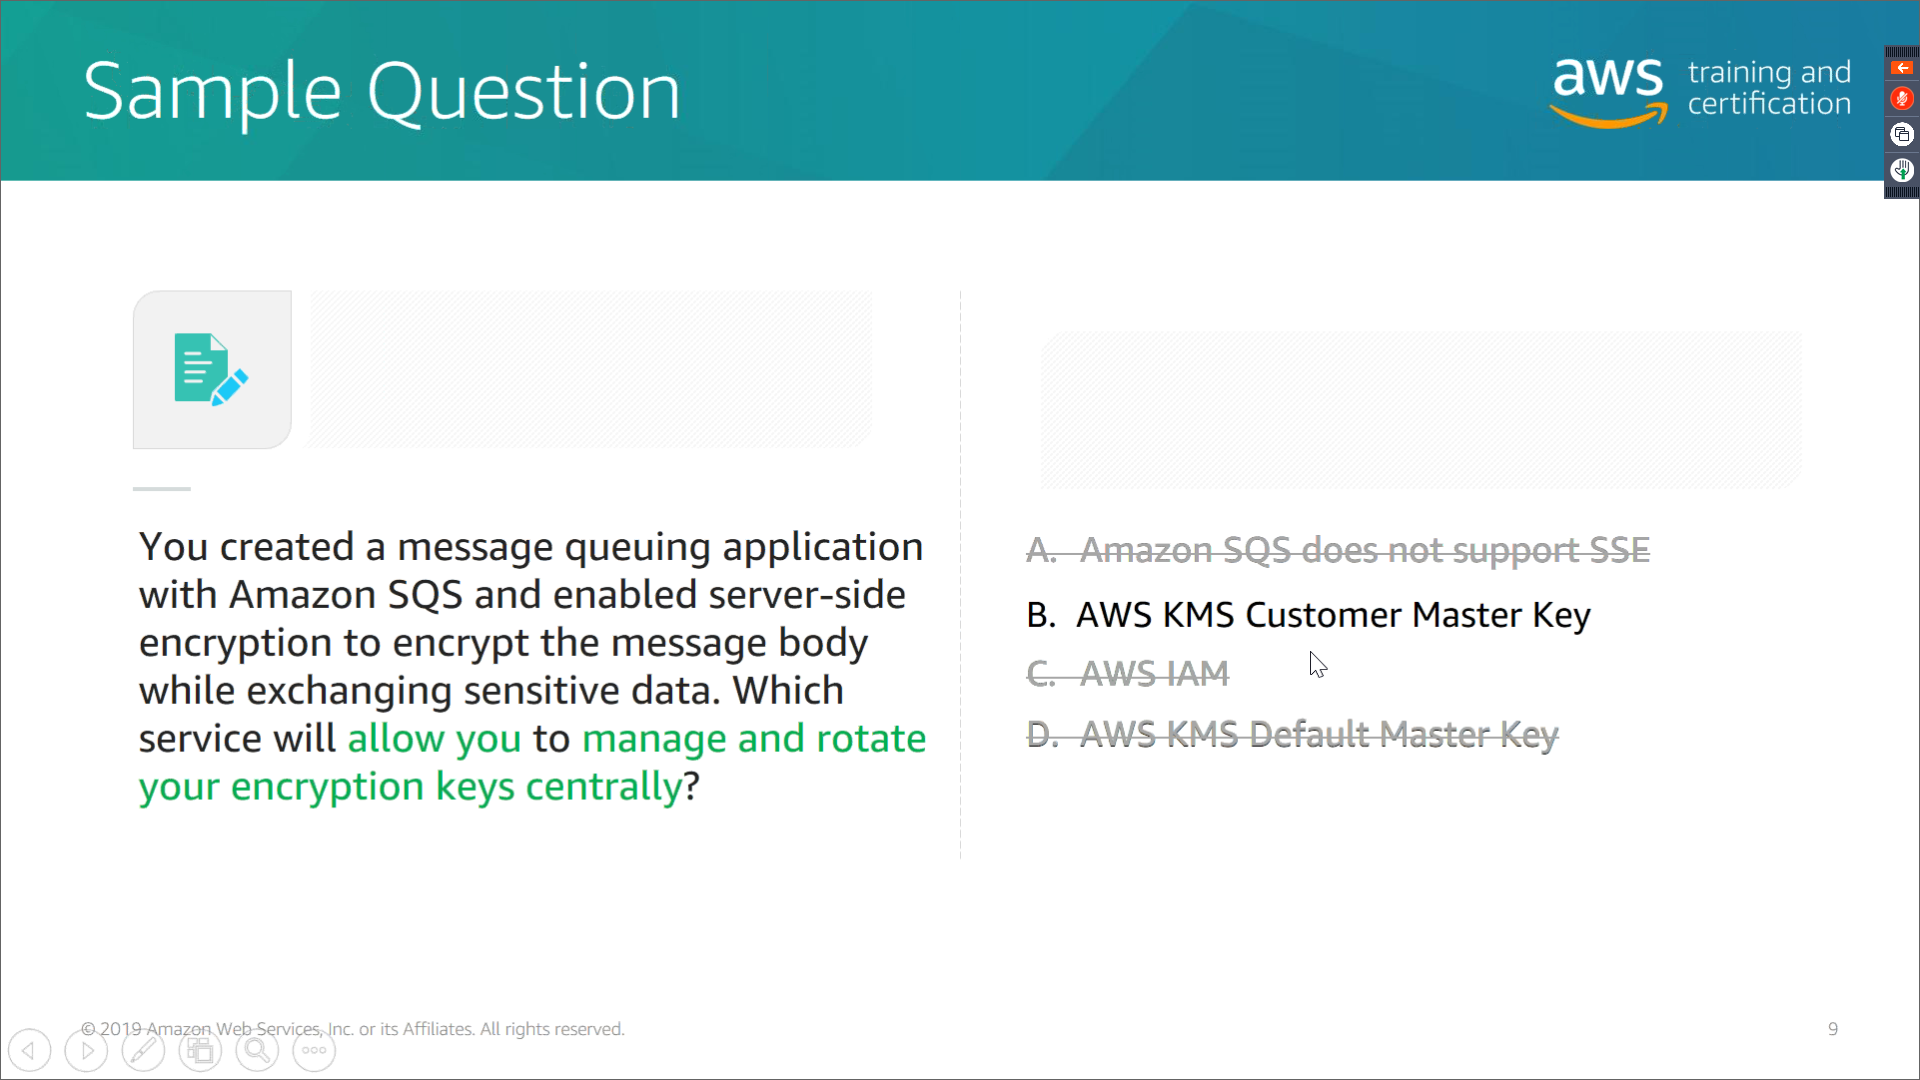 Sample Question
aws training and
certification
You created a message queuing application
with Amazon SQS and enabled server-side
encryption to encrypt the message body
while exchanging sensitive data. Which
service will allow you to manage and rotate
your encryption keys centrally?
A. Amazon SQS does not support SSE
B. AWS KMS Customer Master Key
C. AWS IAM
D. AWS KMS Default Master Key
© 2019 Amazon Web Services, Inc. or its Affiliates. All rights reserved.
9